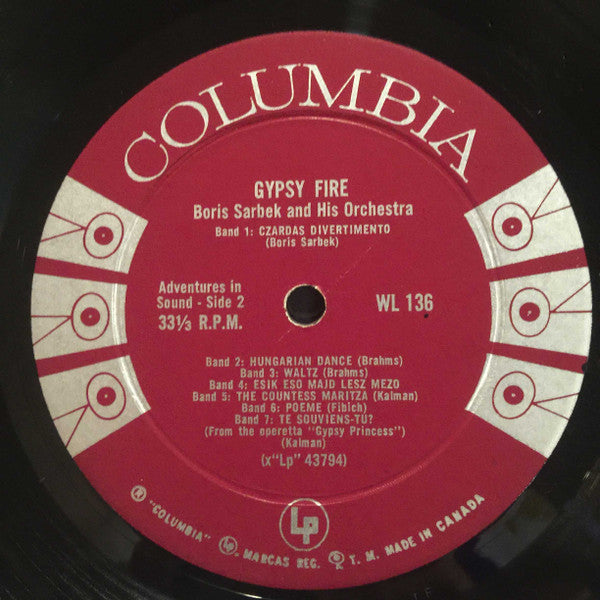 COLUMBIA
GYPSY FIRE
Boris Sarbek and His Orchestra
Band 1: CZARDAS DIVERTIMENTO
(Boris Sarbek)
Adventures in
Sound - Side 2
33⅓ R.P.M.
WL 136
Band 2: HUNGARIAN DANCE (Brahms)
Band 3: WALTZ (Brahms)
Band 4: ESIK ESO MAJD LESZ MEZO
Band 5: THE COUNTESS MARITZA (Kalman)
Band 6: POEME (Fibich)
Band 7: TE SOUVIENS-TU?
(From the operetta "Gypsy Princess")
(Kalman)
(x"Lp" 43794)
Lp
® "COLUMBIA" MARCAS REG. T. M. MADE IN CANADA